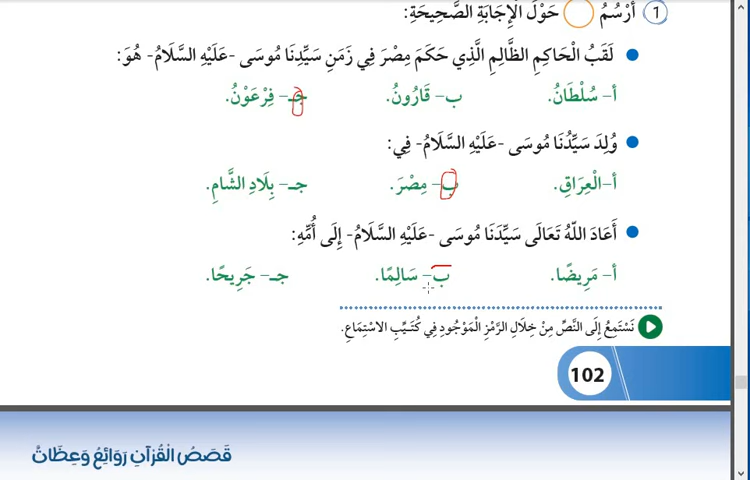 1 أَرْسُمُ حَوْلَ الْإِجَابَةِ الصَّحِيحَةِ:
لَقَبُ الْحَاكِمِ الظَّالِمِ الَّذِي حَكَمَ مِصْرَ فِي زَمَنِ سَيِّدِنَا مُوسَى -عَلَيْهِ السَّلَامُ- هُوَ:
أ- سُلْطَانُ. ب- قَارُونُ. جـ- فِرْعَوْنُ.
وُلِدَ سَيِّدُنَا مُوسَى -عَلَيْهِ السَّلَامُ- فِي:
أ- الْعِرَاقِ. ب- مِصْرَ. جـ- بِلَادِ الشَّامِ.
أَعَادَ اللّٰهُ تَعَالَى سَيِّدَنَا مُوسَى -عَلَيْهِ السَّلَامُ- إِلَى أُمِّهِ:
أ- مَرِيضًا. ب- سَالِمًا. جـ- جَرِيحًا.
نَسْتَمِعُ إِلَى النَّصِّ مِنْ خِلَالِ الرَّمْزِ الْمَوْجُودِ فِي كُتَيِّبِ الِاسْتِمَاعِ.
102
قَصَصُ الْقُرْآنِ رَوَائِعُ وَعِظَاتٌ